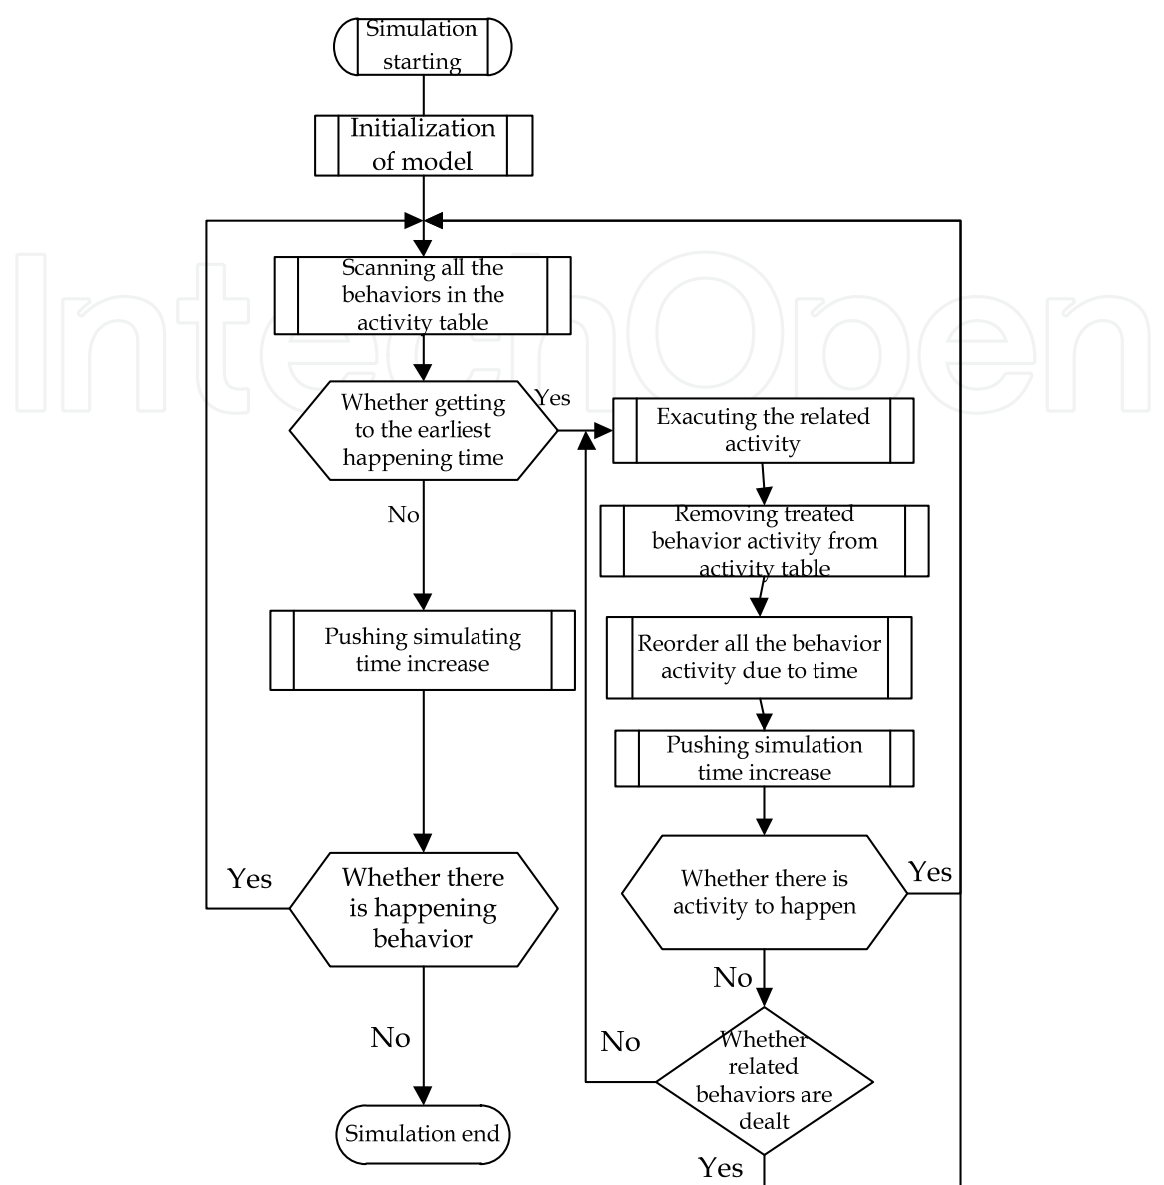 Simulation
starting
Initialization
of model
IntechOpen
Scanning all the
behaviors in the
activity table
Whether getting
to the earliest
happening time
Yes
Exacuting the related
activity
No
Removing treated
behavior activity from
activity table
Pushing simulating
time increase
Reorder all the behavior
activity due to time
Pushing simulation
time increase
Yes
Whether there
is happening
behavior
Whether there is
activity to happen
Yes
No
No
No
Whether
related
behaviors are
dealt
Simulation end
Yes